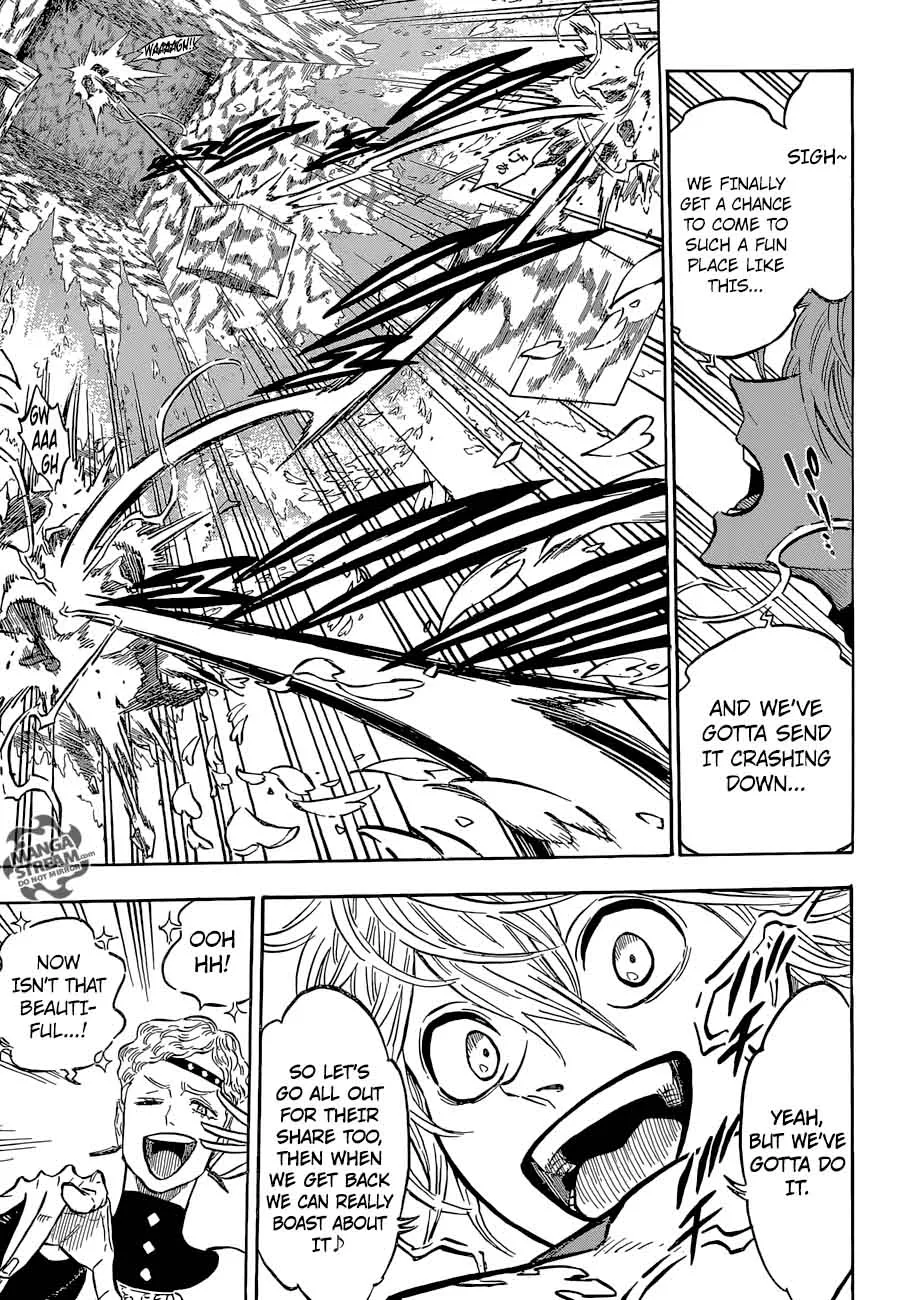 SIGH~
WE FINALLY
GET A CHANCE
TO COME TO
SUCH A FUN
PLACE LIKE
THIS...
AND WE'VE
GOTTA SEND
IT CRASHING
DOWN...
WAAAAGH!!
GW
AAA
GH
YEAH,
BUT WE'VE
GOTTA DO
IT.
SO LET'S
GO ALL OUT
FOR THEIR
SHARE TOO,
THEN WHEN
WE GET BACK
WE CAN REALLY
BOAST ABOUT
IT♪
OOH
HH!
NOW
ISN'T THAT
BEAUTI-
FUL...!
MANGA
STREAM.com
DO NOT MIRROR